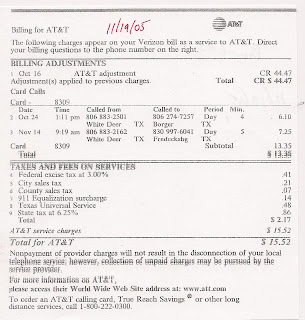 Billing for AT&T
11/19/05
AT&T
The following charges appear on your Verizon bill as a service to AT&T. Direct
your billing questions to the phone number on the right.
BILLING ADJUSTMENTS
1 Oct 16 AT&T adjustment CR 44.47
Adjustment(s) applied to previous charges. Total CR 44.47
Card Calls
Card - 8309
Date Time Called from Called to Period Min.
2 Oct 24 1:11 pm 806 883-2501 806 274-7257 Day 4 6.10
White Deer TX Borger TX
3 Nov 14 9:19 am 806 883-2162 830 997-6041 Day 5 7.25
White Deer TX Fredericksbg TX
Card 8309 Subtotal 13.35
Total $ 13.35
TAXES AND FEES ON SERVICES
4 Federal excise tax at 3.00% .41
5 City sales tax .21
6 County sales tax .07
7 911 Equalization surcharge .14
8 Texas Universal Service .48
9 State tax at 6.25% .86
Total $ 2.17
AT&T service charges $ 15.52
Total for AT&T $ 15.52
Nonpayment of provider charges will not result in the disconnection of your local
telephone service; however, collection of unpaid charges may be pursued by the
service provider.
For more information on AT&T,
please access their World Wide Web Site address at: www.att.com
To order an AT&T calling card, True Reach Savings ® or other long
distance services, call 1-800-222-0300.